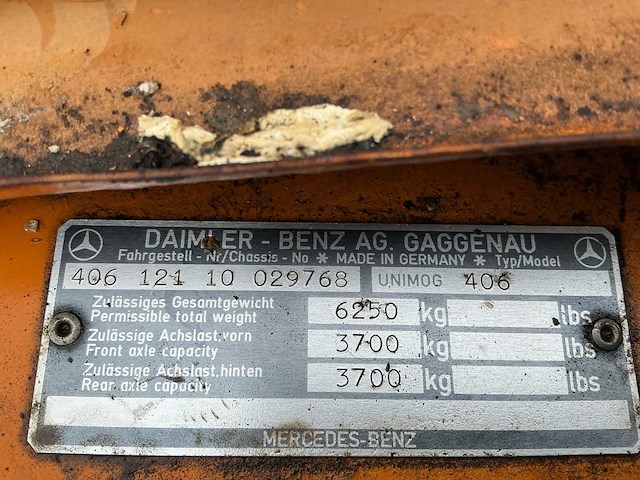 DAIMLER - BENZ AG. GAGGENAU
Fahrgestell - Nr/Chassis - No * MADE IN GERMANY * Typ/Model
406 121 10 029768 UNIMOG 406
Zulässiges Gesamtgewicht
Permissible total weight 6250 kg lbs
Zulässige Achslast.vorn
Front axle capacity 3700 kg lbs
Zulässige Achslast.hinten
Rear axle capacity 3700 kg lbs
MERCEDES-BENZ